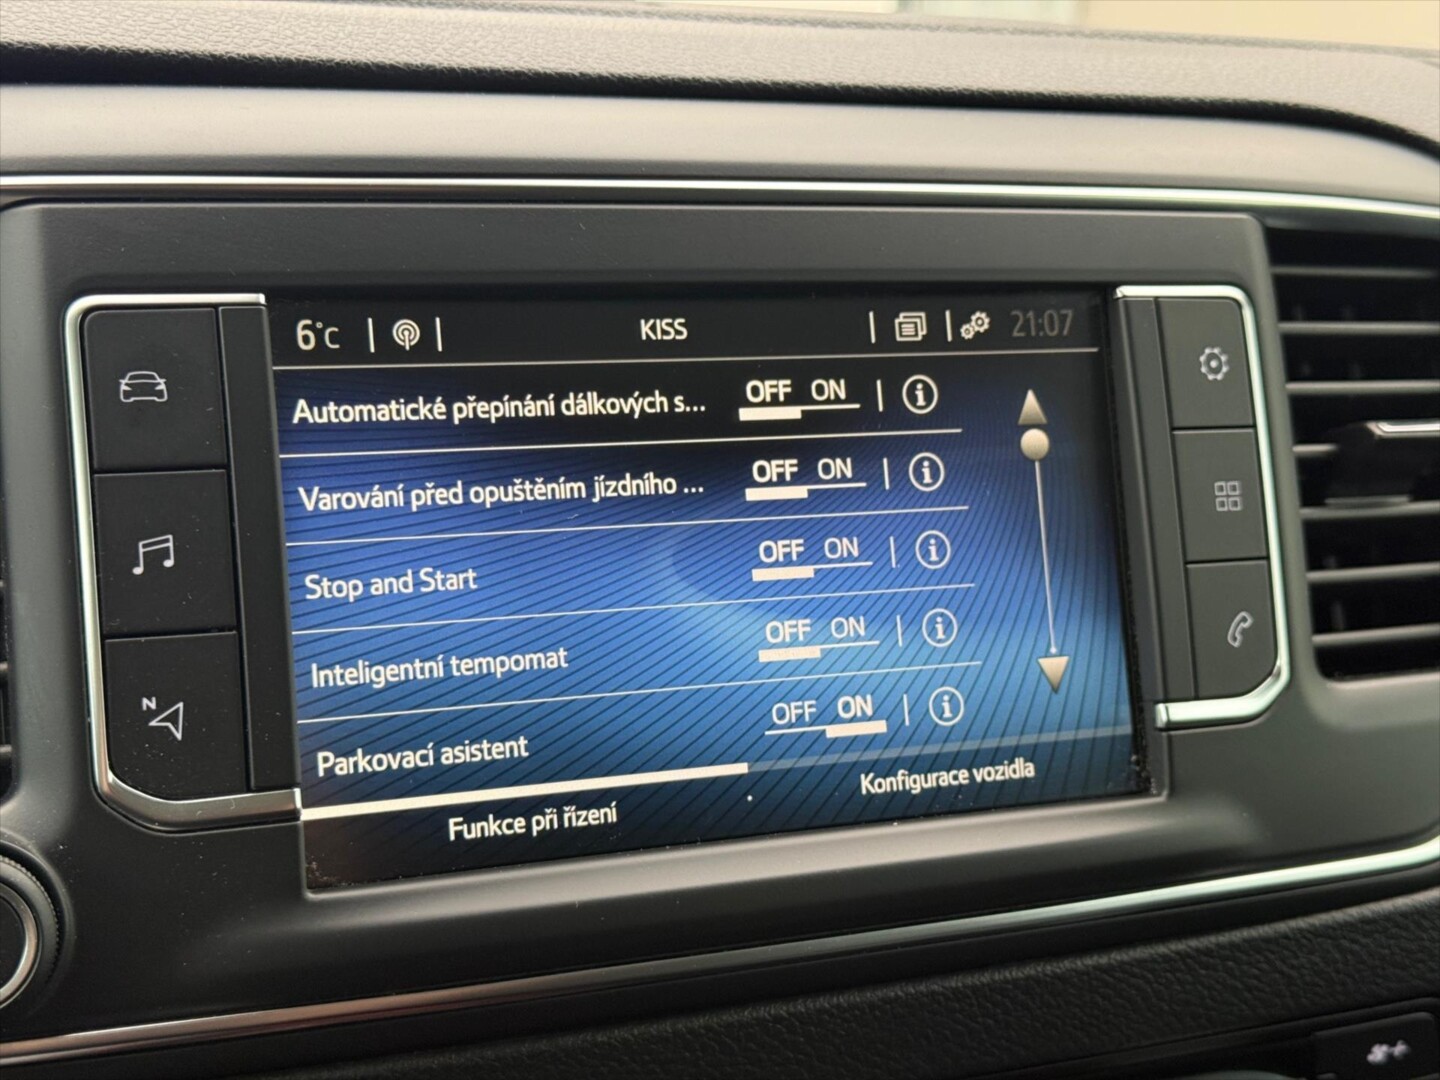 6°C KISS 21:07
Automatické přepínání dálkových s... OFF ON
Varování před opuštěním jízdního ... OFF ON
Stop and Start OFF ON
Inteligentní tempomat OFF ON
Parkovací asistent OFF ON
Funkce při řízení Konfigurace vozidla
N